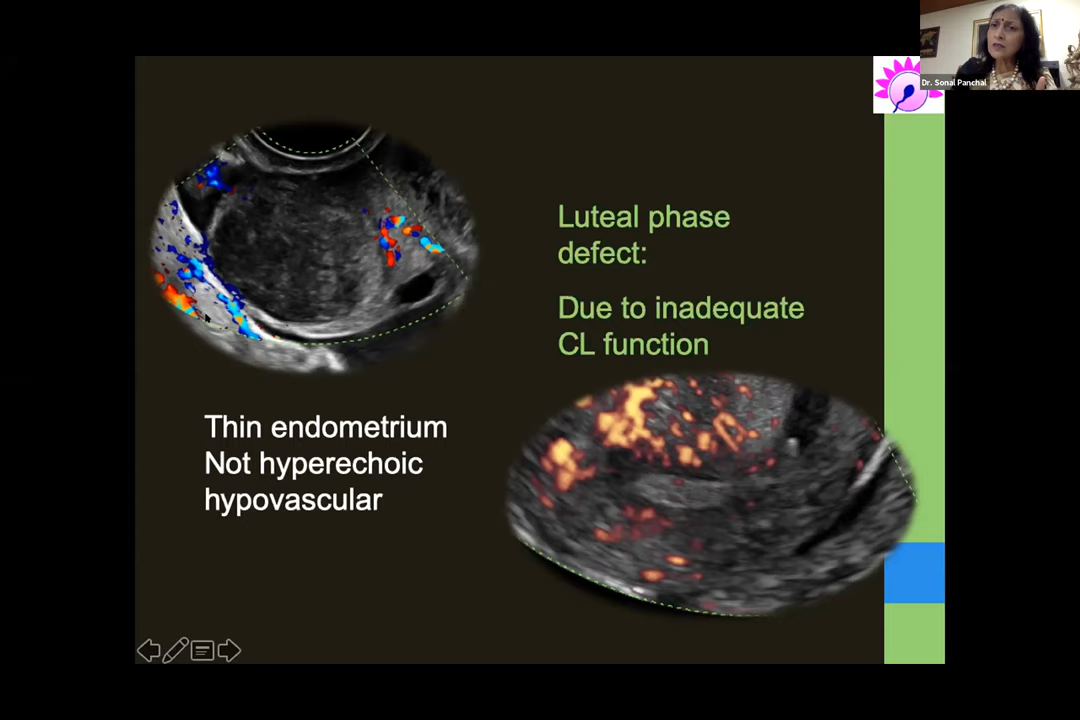 Dr. Sonal Panchal
Luteal phase
defect:
Due to inadequate
CL function
Thin endometrium
Not hyperechoic
hypovascular